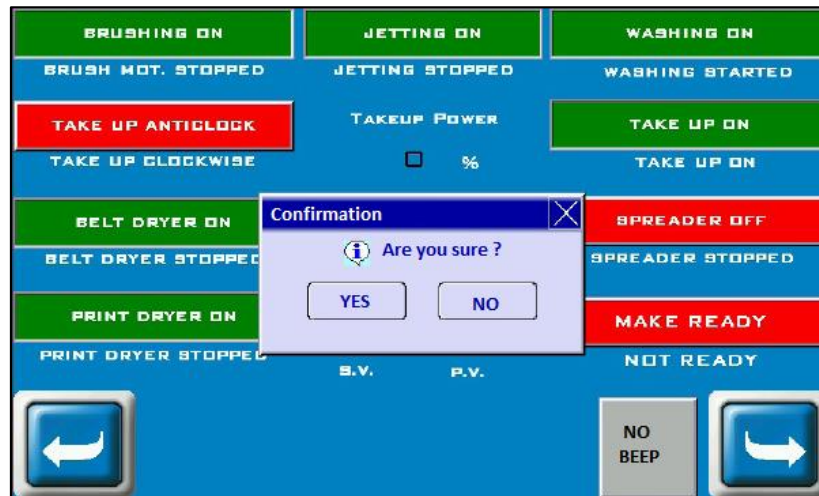 BRUSHING ON
JETTING ON
WASHING ON
BRUSH MOT. STOPPED
JETTING STOPPED
WASHING STARTED
TAKE UP ANTICLOCK
TAKEUP POWER
TAKE UP ON
TAKE UP CLOCKWISE
%
TAKE UP ON
BELT DRYER ON
Confirmation
SPREADER OFF
BELT DRYER STOPPED
Are you sure ?
SPREADER STOPPED
YES
NO
PRINT DRYER ON
MAKE READY
PRINT DRYER STOPPED
S.V.
P.V.
NOT READY
NO
BEEP